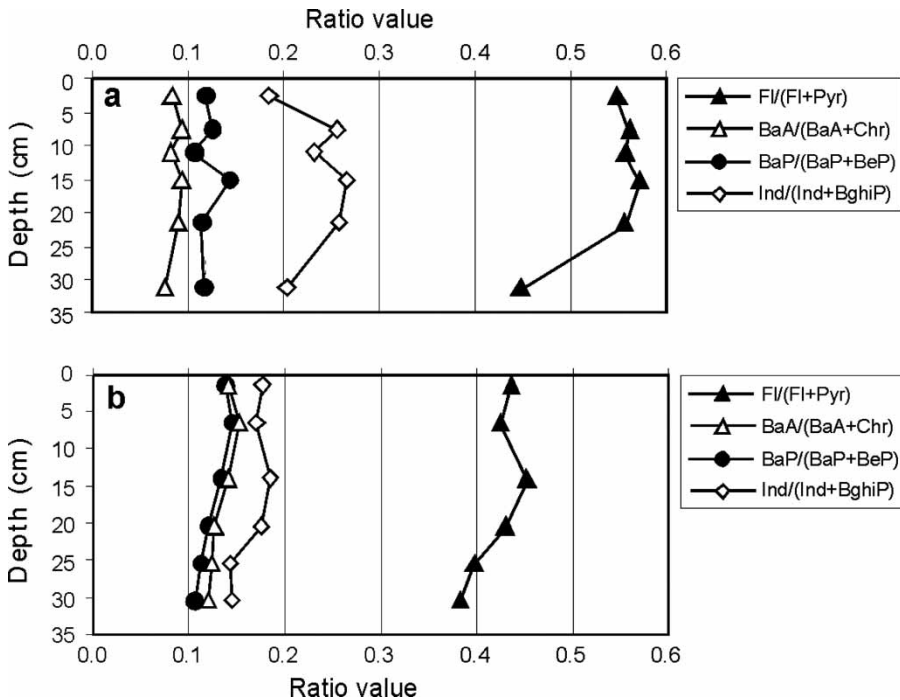 Ratio value
0.0 0.1 0.2 0.3 0.4 0.5 0.6
Depth (cm)
0
5
10
15
20
25
30
35
a
Fl/(Fl+Pyr)
BaA/(BaA+Chr)
BaP/(BaP+BeP)
Ind/(Ind+BghiP)
Depth (cm)
0
5
10
15
20
25
30
35
b
Fl/(Fl+Pyr)
BaA/(BaA+Chr)
BaP/(BaP+BeP)
Ind/(Ind+BghiP)
0.0 0.1 0.2 0.3 0.4 0.5 0.6
Ratio value